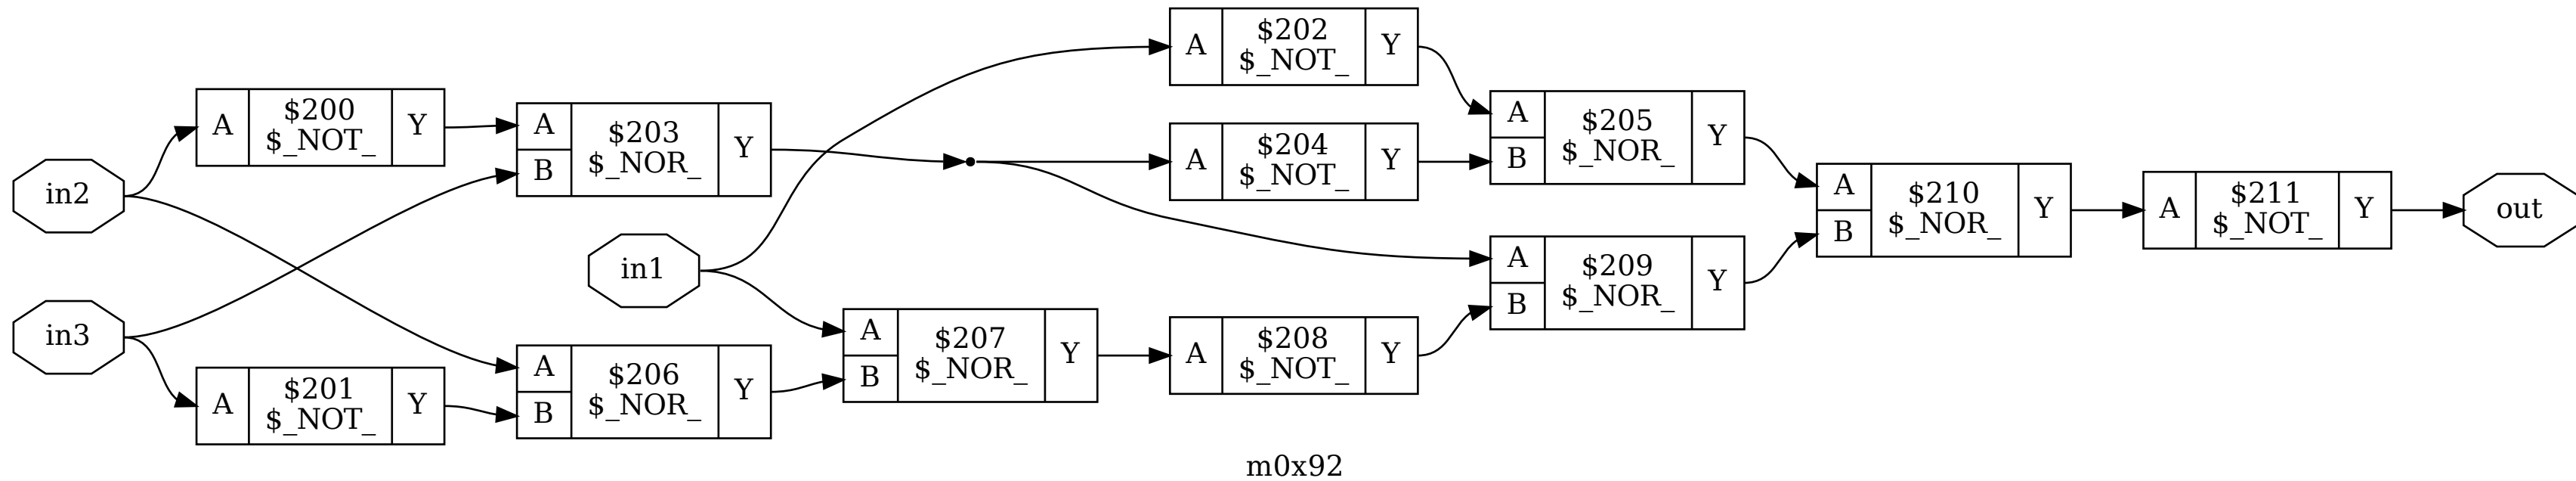 in2
in3
A
$200
$_NOT_
Y
A
$201
$_NOT_
Y
A
B
$203
$_NOR_
Y
in1
A
B
$206
$_NOR_
Y
A
B
$207
$_NOR_
Y
A
$202
$_NOT_
Y
A
$204
$_NOT_
Y
A
$208
$_NOT_
Y
A
B
$205
$_NOR_
Y
A
B
$209
$_NOR_
Y
A
B
$210
$_NOR_
Y
A
$211
$_NOT_
Y
out
m0x92